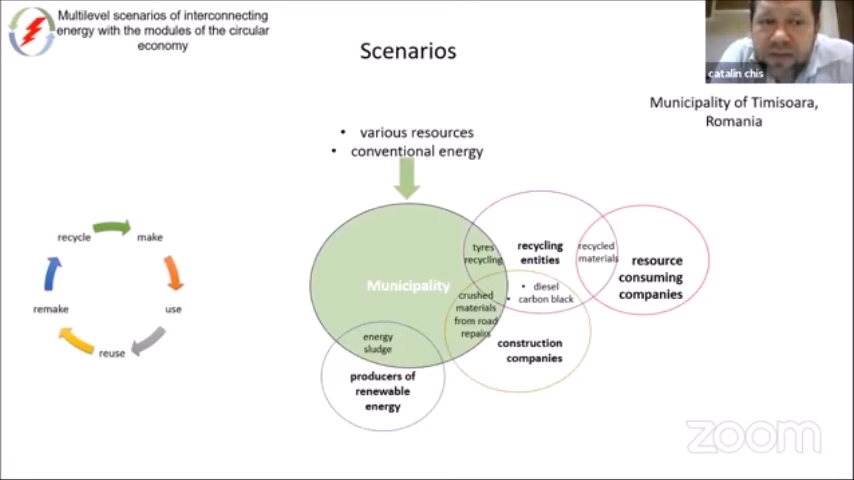 Multilevel scenarios of interconnecting
energy with the modules of the circular
economy
Scenarios
catalin chis
Municipality of Timisoara,
Romania
• various resources
• conventional energy
recycle
make
use
reuse
remake
Municipality
tyres
recycling
recycling
entities
recycled
materials
resource
consuming
companies
• diesel
• carbon black
crushed
materials
from road
repairs
construction
companies
energy
sludge
producers of
renewable
energy
zoom